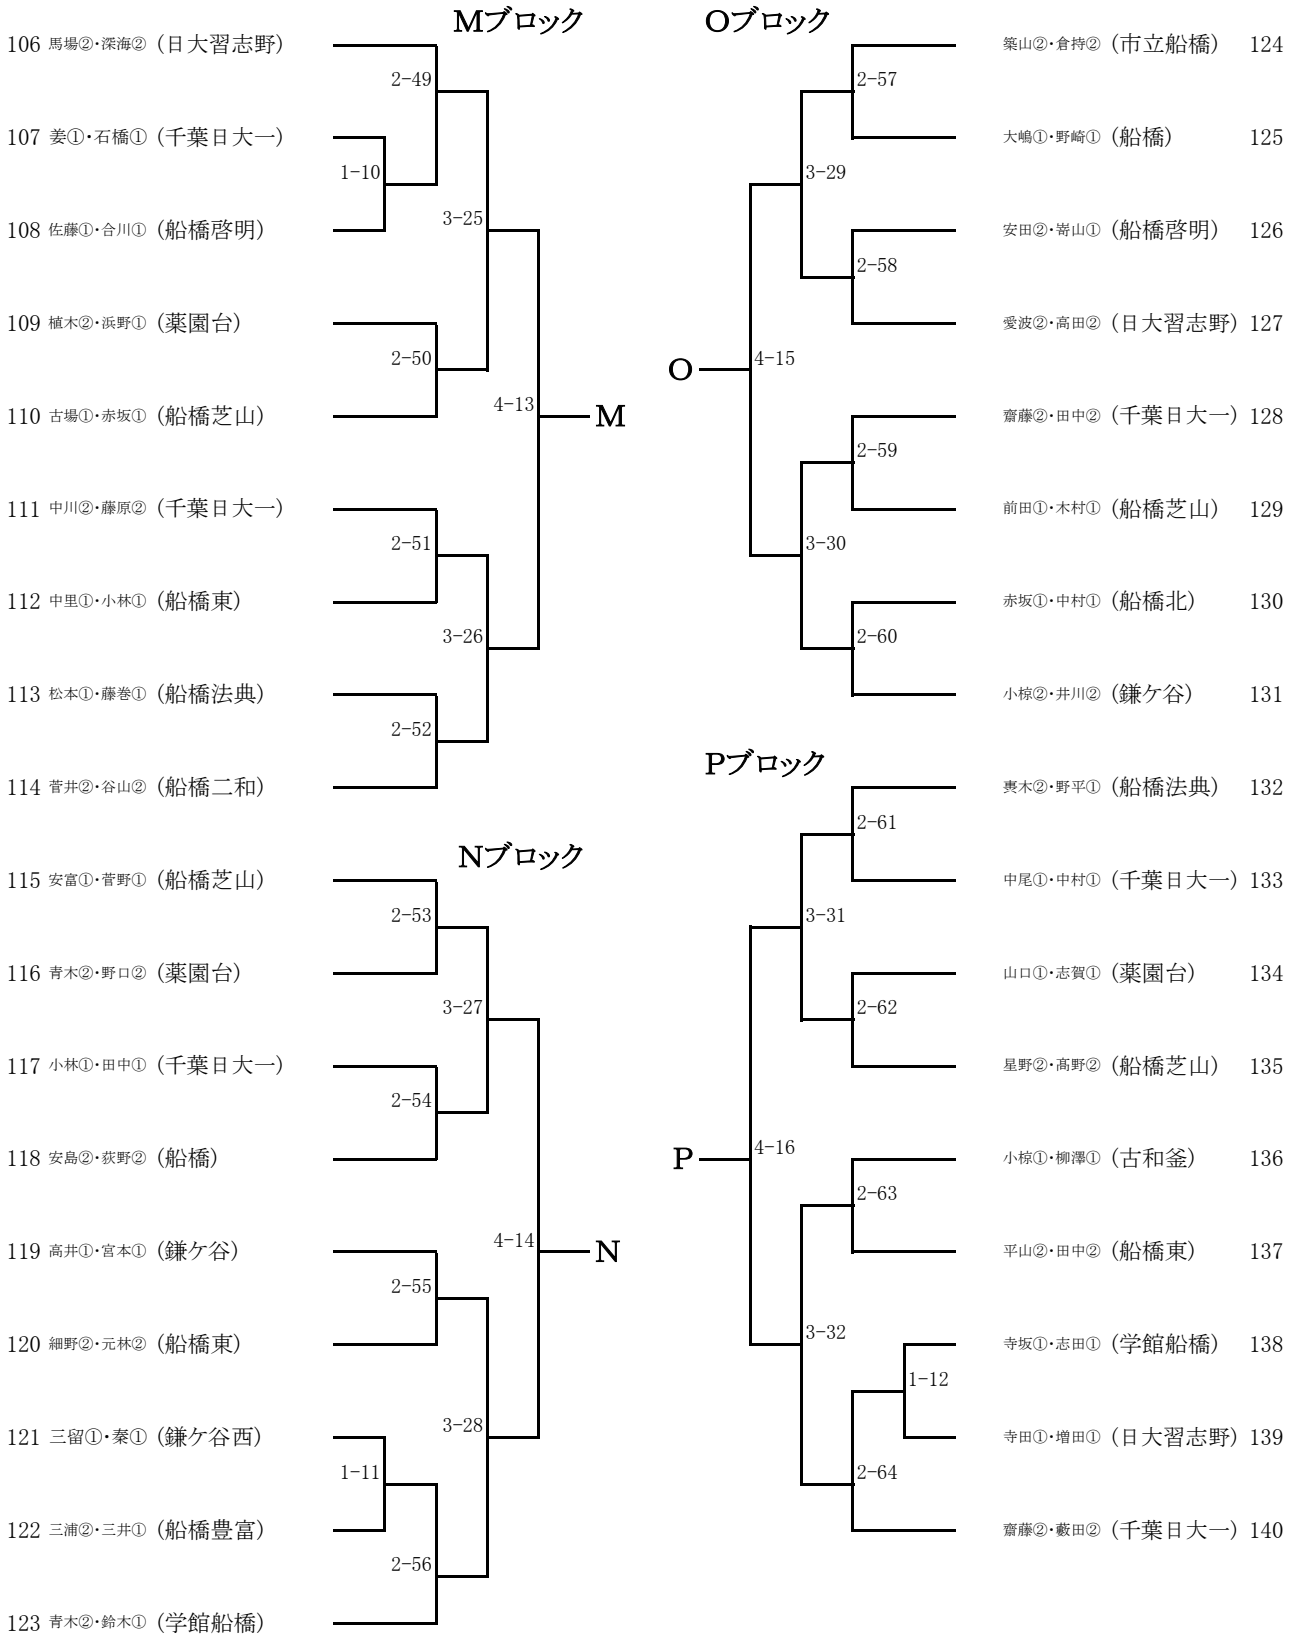 Mブロック
106 馬場②・深海② (日大習志野)
2-49
107 姜①・石橋① (千葉日大一)
1-10
108 佐藤①・合川① (船橋啓明)
3-25
109 植木②・浜野① (薬園台)
2-50
110 古場①・赤坂① (船橋芝山)
4-13
M
111 中川②・藤原② (千葉日大一)
2-51
112 中里①・小林① (船橋東)
3-26
113 松本①・藤巻① (船橋法典)
2-52
114 菅井②・谷山② (船橋二和)
Nブロック
115 安富①・菅野① (船橋芝山)
2-53
116 青木②・野口② (薬園台)
3-27
117 小林①・田中① (千葉日大一)
2-54
118 安島②・荻野② (船橋)
4-14
N
119 高井①・宮本① (鎌ケ谷)
2-55
120 細野②・元林② (船橋東)
3-28
121 三留①・秦① (鎌ケ谷西)
1-11
122 三浦②・三井① (船橋豊富)
2-56
123 青木②・鈴木① (学館船橋)
Oブロック
築山②・倉持② (市立船橋) 124
2-57
大嶋①・野崎① (船橋) 125
3-29
安田②・嵜山① (船橋啓明) 126
2-58
愛波②・高田② (日大習志野) 127
O
4-15
齋藤②・田中② (千葉日大一) 128
2-59
前田①・木村① (船橋芝山) 129
3-30
赤坂①・中村① (船橋北) 130
2-60
小椋②・井川② (鎌ケ谷) 131
Pブロック
木②・野平① (船橋法典) 132
2-61
中尾①・中村① (千葉日大一) 133
3-31
山口①・志賀① (薬園台) 134
2-62
星野②・髙野② (船橋芝山) 135
P
4-16
小椋①・柳澤① (古和釜) 136
2-63
平山②・田中② (船橋東) 137
3-32
寺坂①・志田① (学館船橋) 138
1-12
寺田①・増田① (日大習志野) 139
2-64
齋藤②・藪田② (千葉日大一) 140